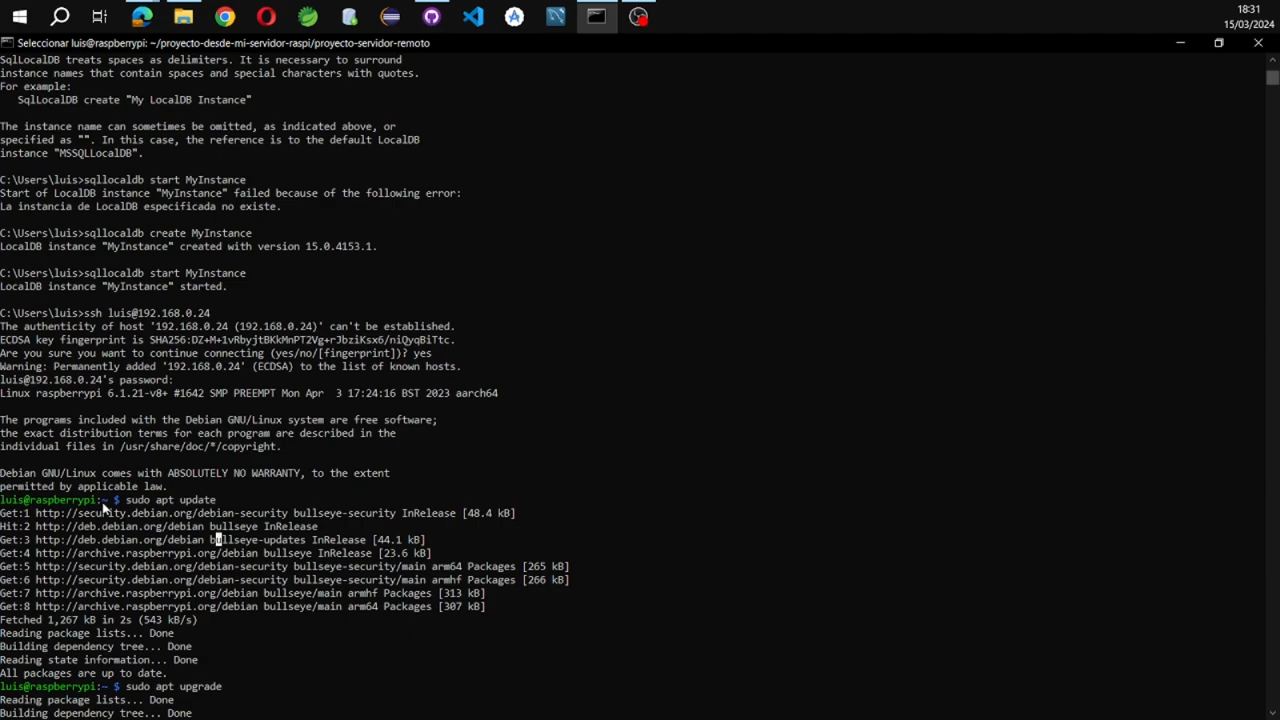 18:31
15/03/2024
Seleccionar luis@raspberrypi: ~/proyecto-desde-mi-servidor-raspi/proyecto-servidor-remoto
SqlLocalDB treats spaces as delimiters. It is necessary to surround
instance names that contain spaces and special characters with quotes.
For example:
SqlLocalDB create "My LocalDB Instance"
The instance name can sometimes be omitted, as indicated above, or
specified as "". In this case, the reference is to the default LocalDB
instance "MSSQLLocalDB".
C:\Users\luis>sqllocaldb start MyInstance
Start of LocalDB instance "MyInstance" failed because of the following error:
La instancia de LocalDB especificada no existe.
C:\Users\luis>sqllocaldb create MyInstance
LocalDB instance "MyInstance" created with version 15.0.4153.1.
C:\Users\luis>sqllocaldb start MyInstance
LocalDB instance "MyInstance" started.
C:\Users\luis>ssh luis@192.168.0.24
The authenticity of host '192.168.0.24 (192.168.0.24)' can't be established.
ECDSA key fingerprint is SHA256:DZ+M+1vRbyjtBKkMnPT2Vg+rJbziKsx6/niQyqBiTtc.
Are you sure you want to continue connecting (yes/no/[fingerprint])? yes
Warning: Permanently added '192.168.0.24' (ECDSA) to the list of known hosts.
luis@192.168.0.24's password:
Linux raspberrypi 6.1.21-v8+ #1642 SMP PREEMPT Mon Apr  3 17:24:16 BST 2023 aarch64
The programs included with the Debian GNU/Linux system are free software;
the exact distribution terms for each program are described in the
individual files in /usr/share/doc/*/copyright.
Debian GNU/Linux comes with ABSOLUTELY NO WARRANTY, to the extent
permitted by applicable law.
luis@raspberrypi:~ $ sudo apt update
Get:1 http://security.debian.org/debian-security bullseye-security InRelease [48.4 kB]
Hit:2 http://deb.debian.org/debian bullseye InRelease
Get:3 http://deb.debian.org/debian bullseye-updates InRelease [44.1 kB]
Get:4 http://archive.raspberrypi.org/debian bullseye InRelease [23.6 kB]
Get:5 http://security.debian.org/debian-security bullseye-security/main arm64 Packages [265 kB]
Get:6 http://security.debian.org/debian-security bullseye-security/main armhf Packages [266 kB]
Get:7 http://archive.raspberrypi.org/debian bullseye/main armhf Packages [313 kB]
Get:8 http://archive.raspberrypi.org/debian bullseye/main arm64 Packages [307 kB]
Fetched 1,267 kB in 2s (543 kB/s)
Reading package lists... Done
Building dependency tree... Done
Reading state information... Done
All packages are up to date.
luis@raspberrypi:~ $ sudo apt upgrade
Reading package lists... Done
Building dependency tree... Done